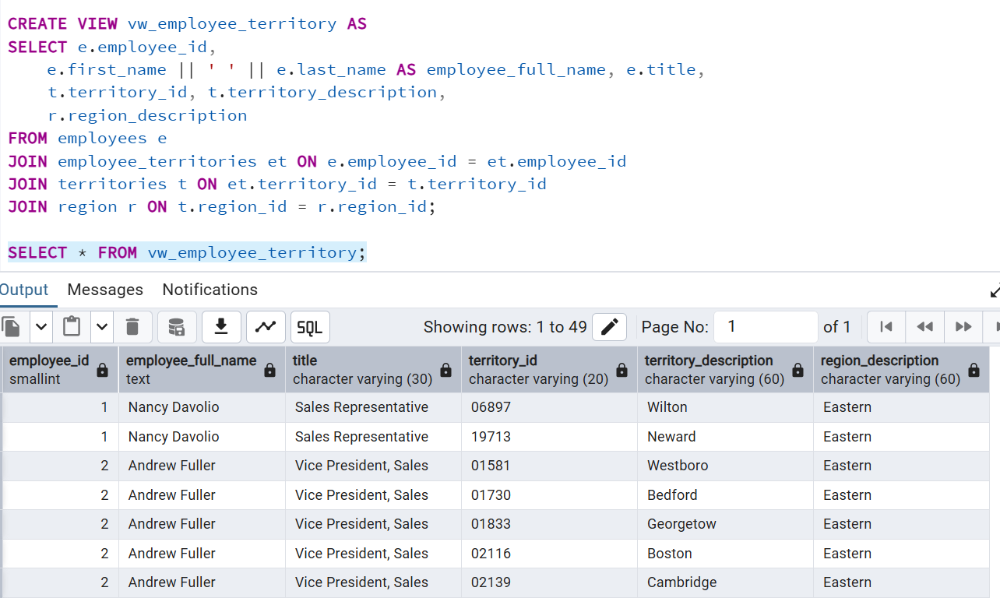 CREATE VIEW vw_employee_territory AS
SELECT e.employee_id,
e.first_name || ' ' || e.last_name AS employee_full_name, e.title,
t.territory_id, t.territory_description,
r.region_description
FROM employees e
JOIN employee_territories et ON e.employee_id = et.employee_id
JOIN territories t ON et.territory_id = t.territory_id
JOIN region r ON t.region_id = r.region_id;
SELECT * FROM vw_employee_territory;
Output Messages Notifications
SQL Showing rows: 1 to 49 Page No: 1 of 1
employee_id employee_full_name title territory_id territory_description region_description
smallint text character varying (30) character varying (20) character varying (60) character varying (60)
1 Nancy Davolio Sales Representative 06897 Wilton Eastern
1 Nancy Davolio Sales Representative 19713 Neward Eastern
2 Andrew Fuller Vice President, Sales 01581 Westboro Eastern
2 Andrew Fuller Vice President, Sales 01730 Bedford Eastern
2 Andrew Fuller Vice President, Sales 01833 Georgetow Eastern
2 Andrew Fuller Vice President, Sales 02116 Boston Eastern
2 Andrew Fuller Vice President, Sales 02139 Cambridge Eastern